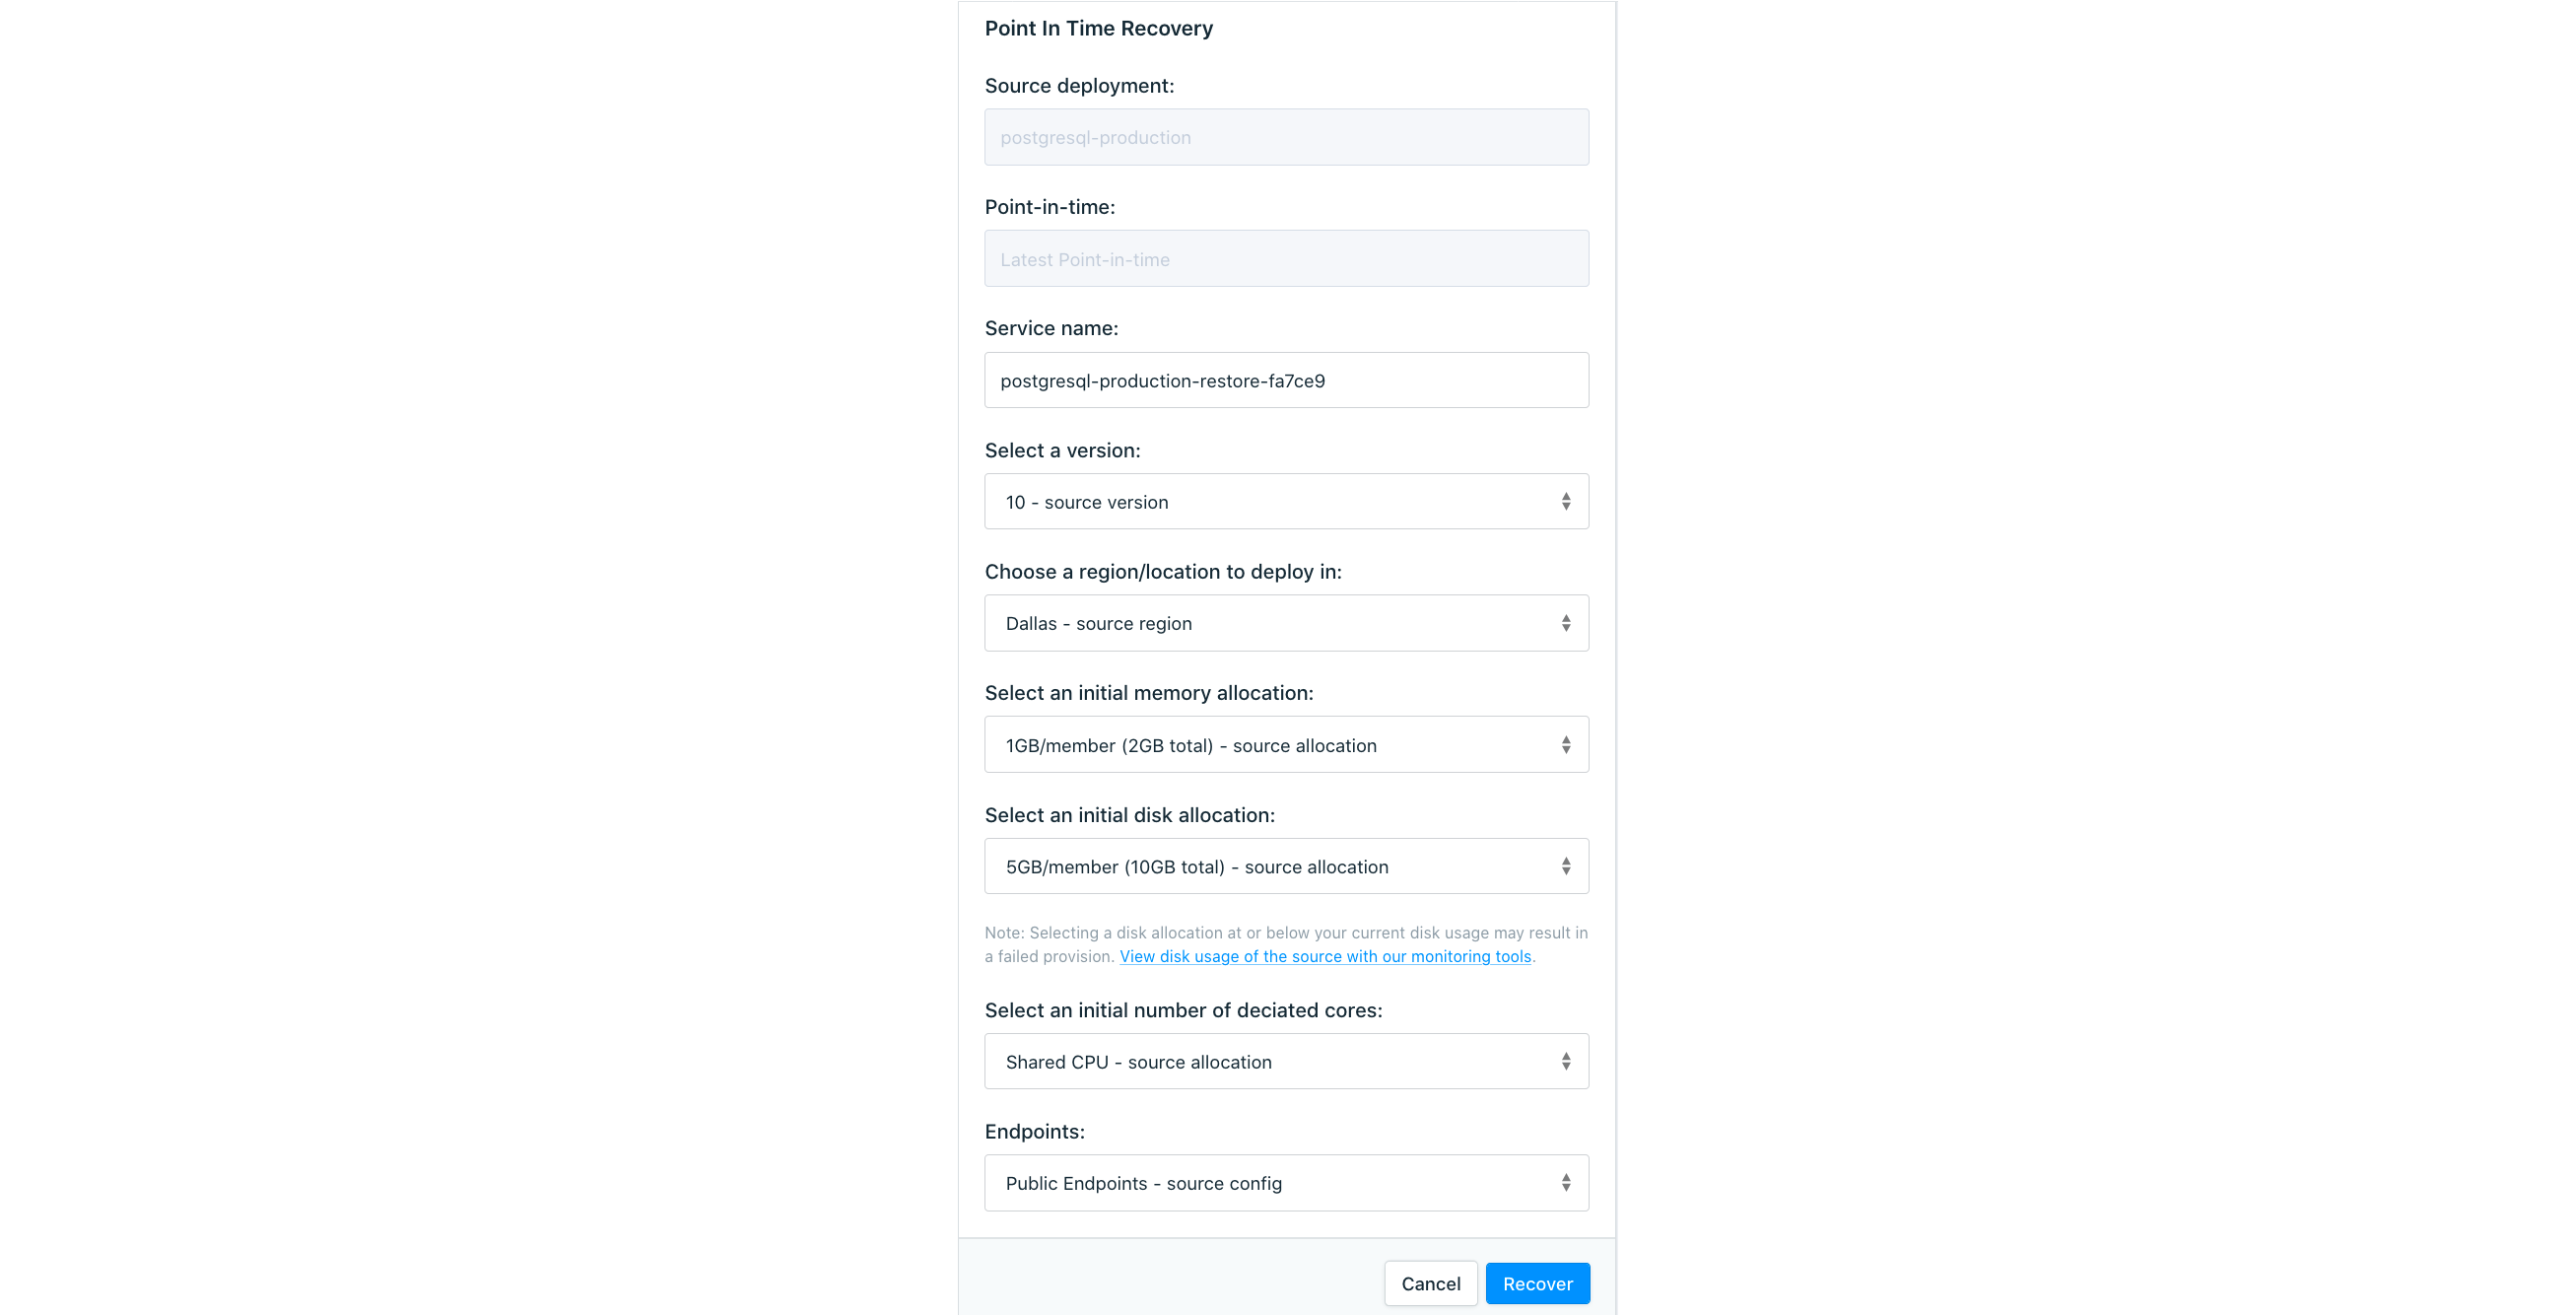 Point In Time Recovery
Source deployment:
postgresql-production
Point-in-time:
Latest Point-in-time
Service name:
postgresql-production-restore-fa7ce9
Select a version:
10 - source version
Choose a region/location to deploy in:
Dallas - source region
Select an initial memory allocation:
1GB/member (2GB total) - source allocation
Select an initial disk allocation:
5GB/member (10GB total) - source allocation
Note: Selecting a disk allocation at or below your current disk usage may result in
a failed provision. View disk usage of the source with our monitoring tools.
Select an initial number of deciated cores:
Shared CPU - source allocation
Endpoints:
Public Endpoints - source config
Cancel Recover